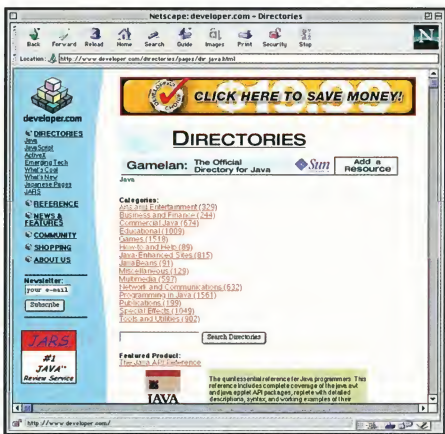 Netscape: developer.com - Directories
Back Forward Reload Home Search Guide Images Print Security Stop
N
Location: http://www.developer.com/directories/pages/dir.java.html
developer.com
DIRECTORIES
Java
JavaScript
ActiveX
Emerging Tech
What's Cool
What's New
Japanese Pages
JARS
REFERENCE
NEWS &
FEATURES
COMMUNITY
SHOPPING
ABOUT US
Newsletter:
your e-mail
Subscribe
JARS
#1
JAVA™
Review Service
CLICK HERE TO SAVE MONEY!
DIRECTORIES
Gamelan: The Official
Directory for Java
Sun
Add a
Resource
Java
Categories:
Arts and Entertainment (329)
Business and Finance (244)
Commercial Java (674)
Educational (1009)
Games (1518)
How-to and Help (89)
Java-Enhanced Sites (815)
JavaBeans (91)
Miscellaneous (129)
Multimedia (597)
Network and Communications (632)
Programming in Java (1561)
Publications (199)
Special Effects (1049)
Tools and Utilities (902)
Search Directories
Featured Product:
The Java API Reference
JAVA
The quintessential reference for Java programmers. This
reference includes complete coverage of the java.awt
and java.applet API packages, replete with detailed
descriptions, syntax, and working examples of their
http://www.developer.com/